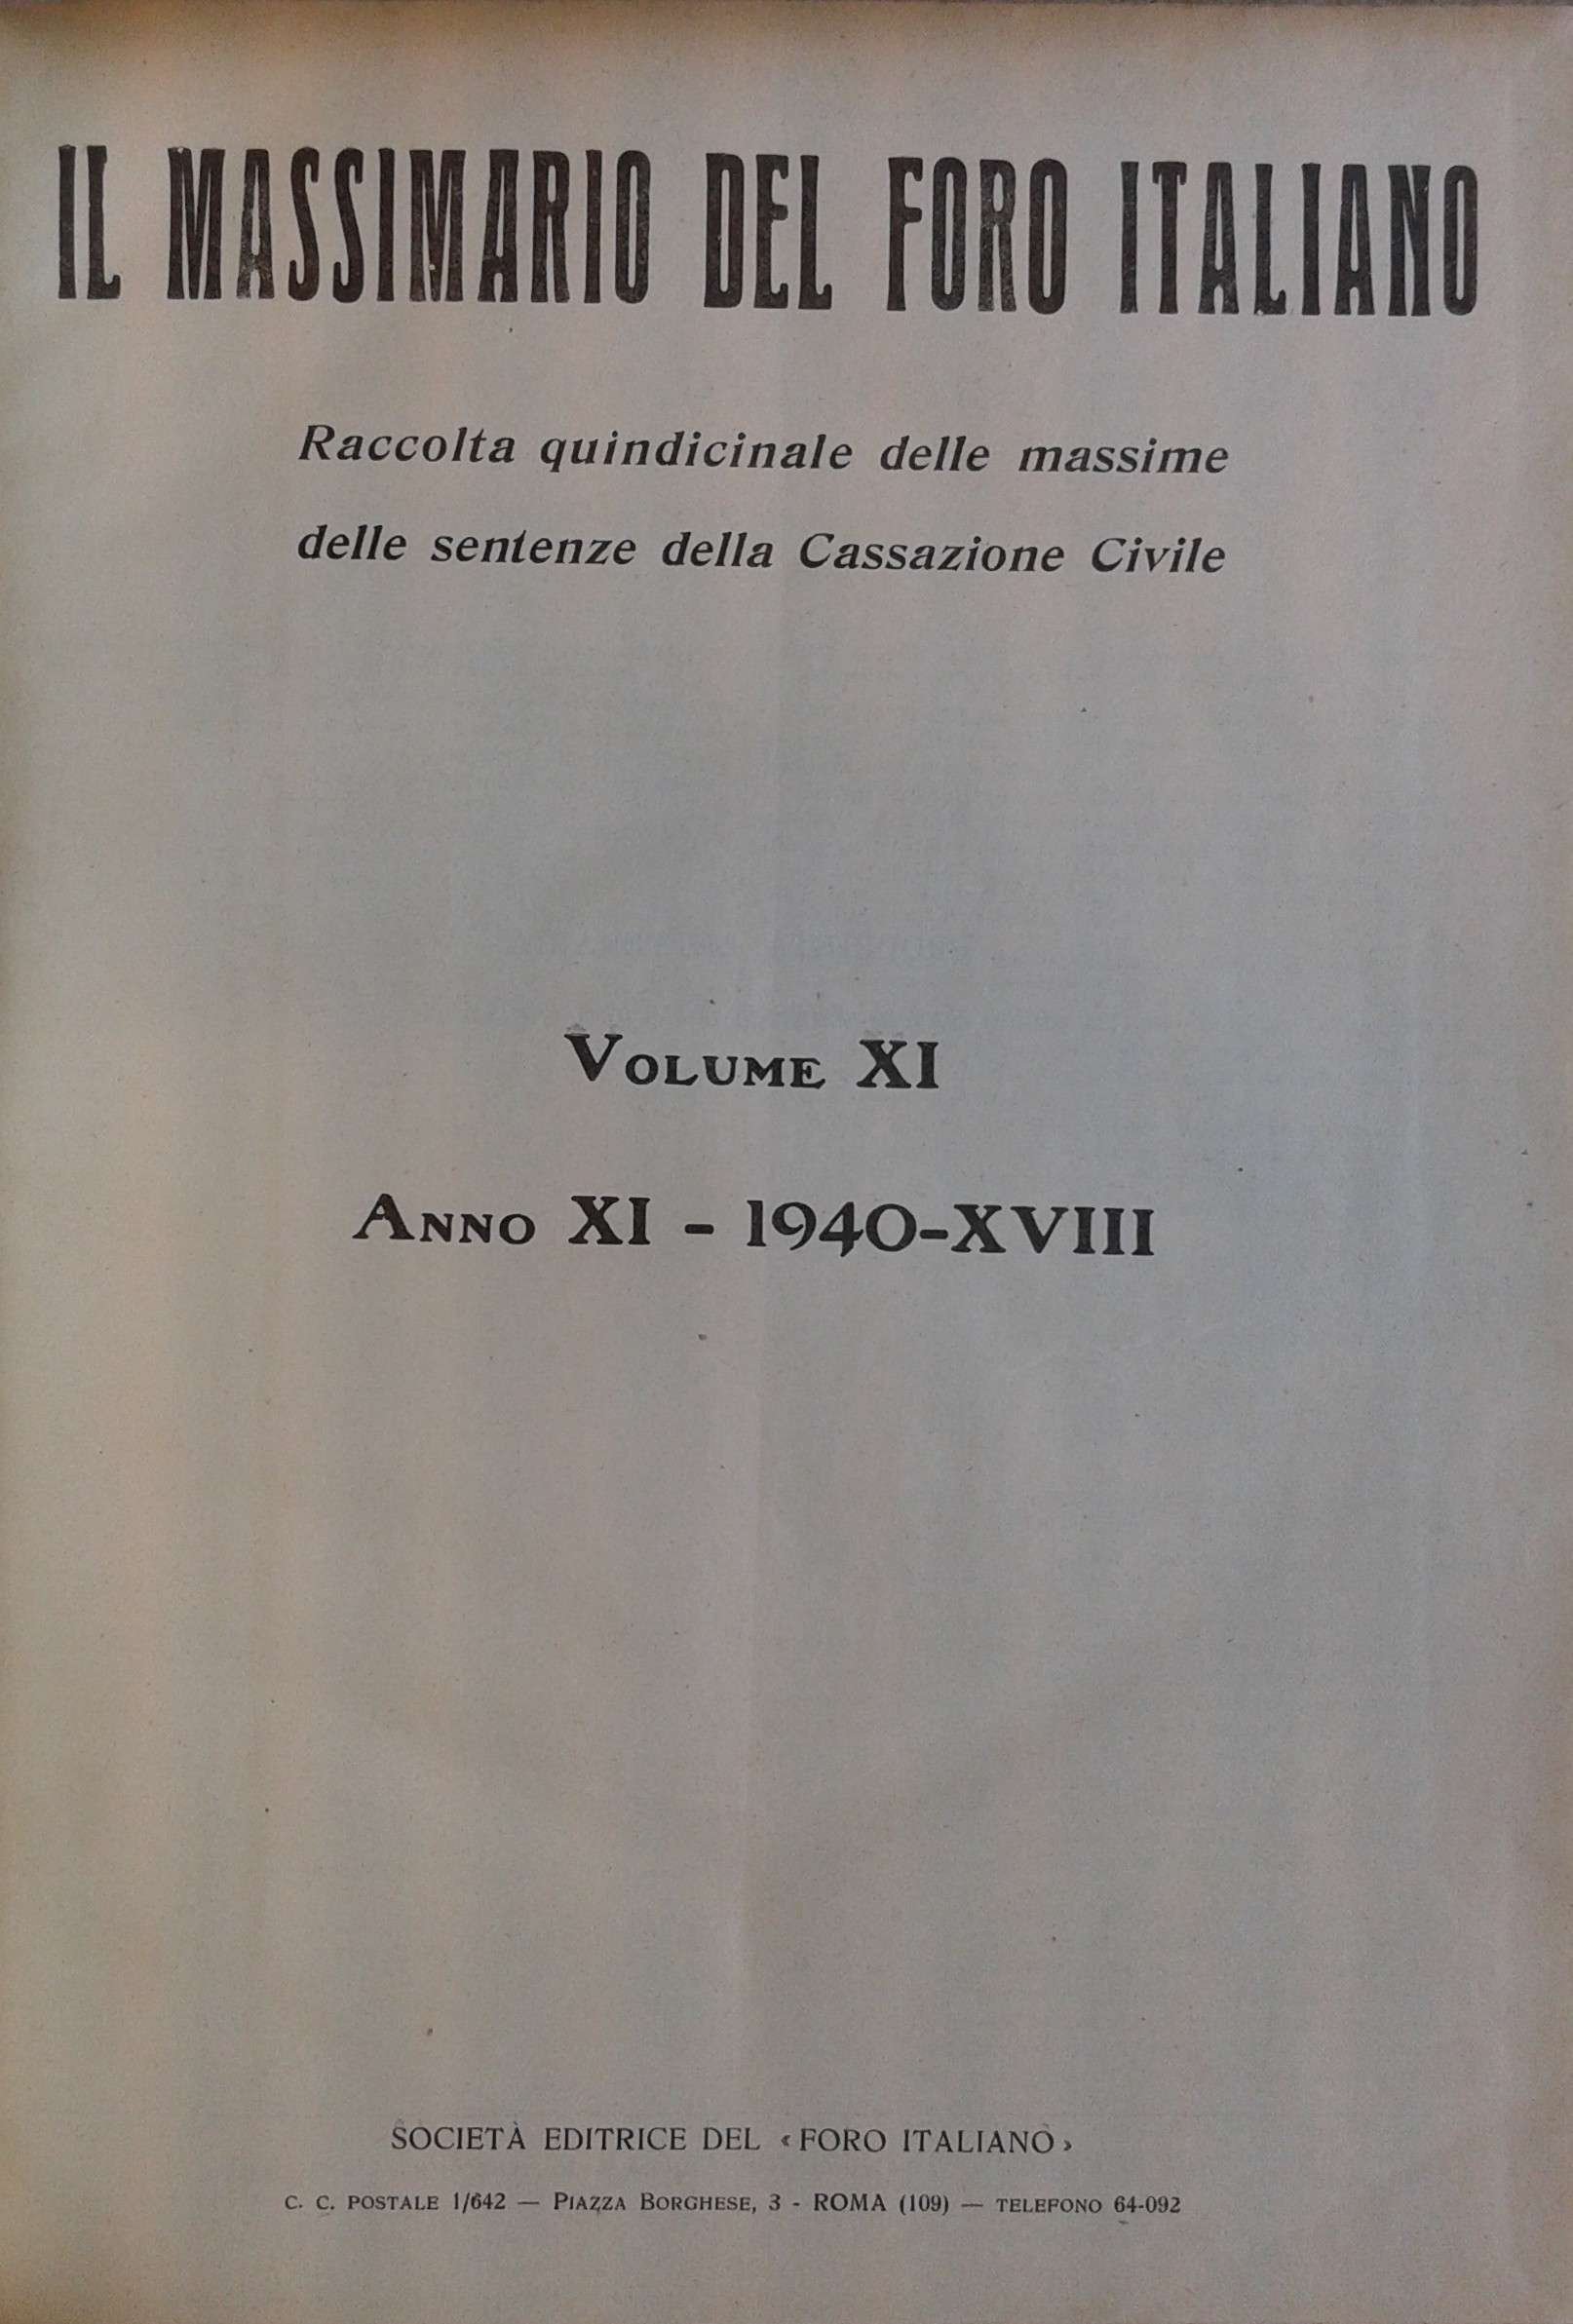 IL MASSIMARIO DEL FORO ITALIANO
Raccolta quindicinale delle massime
delle sentenze della Cassazione Civile
VOLUME XI
ANNO XI - 1940-XVIII
SOCIETÀ EDITRICE DEL «FORO ITALIANO»
C. C. POSTALE 1/642 — PIAZZA BORGHESE, 3 - ROMA (109) — TELEFONO 64-092